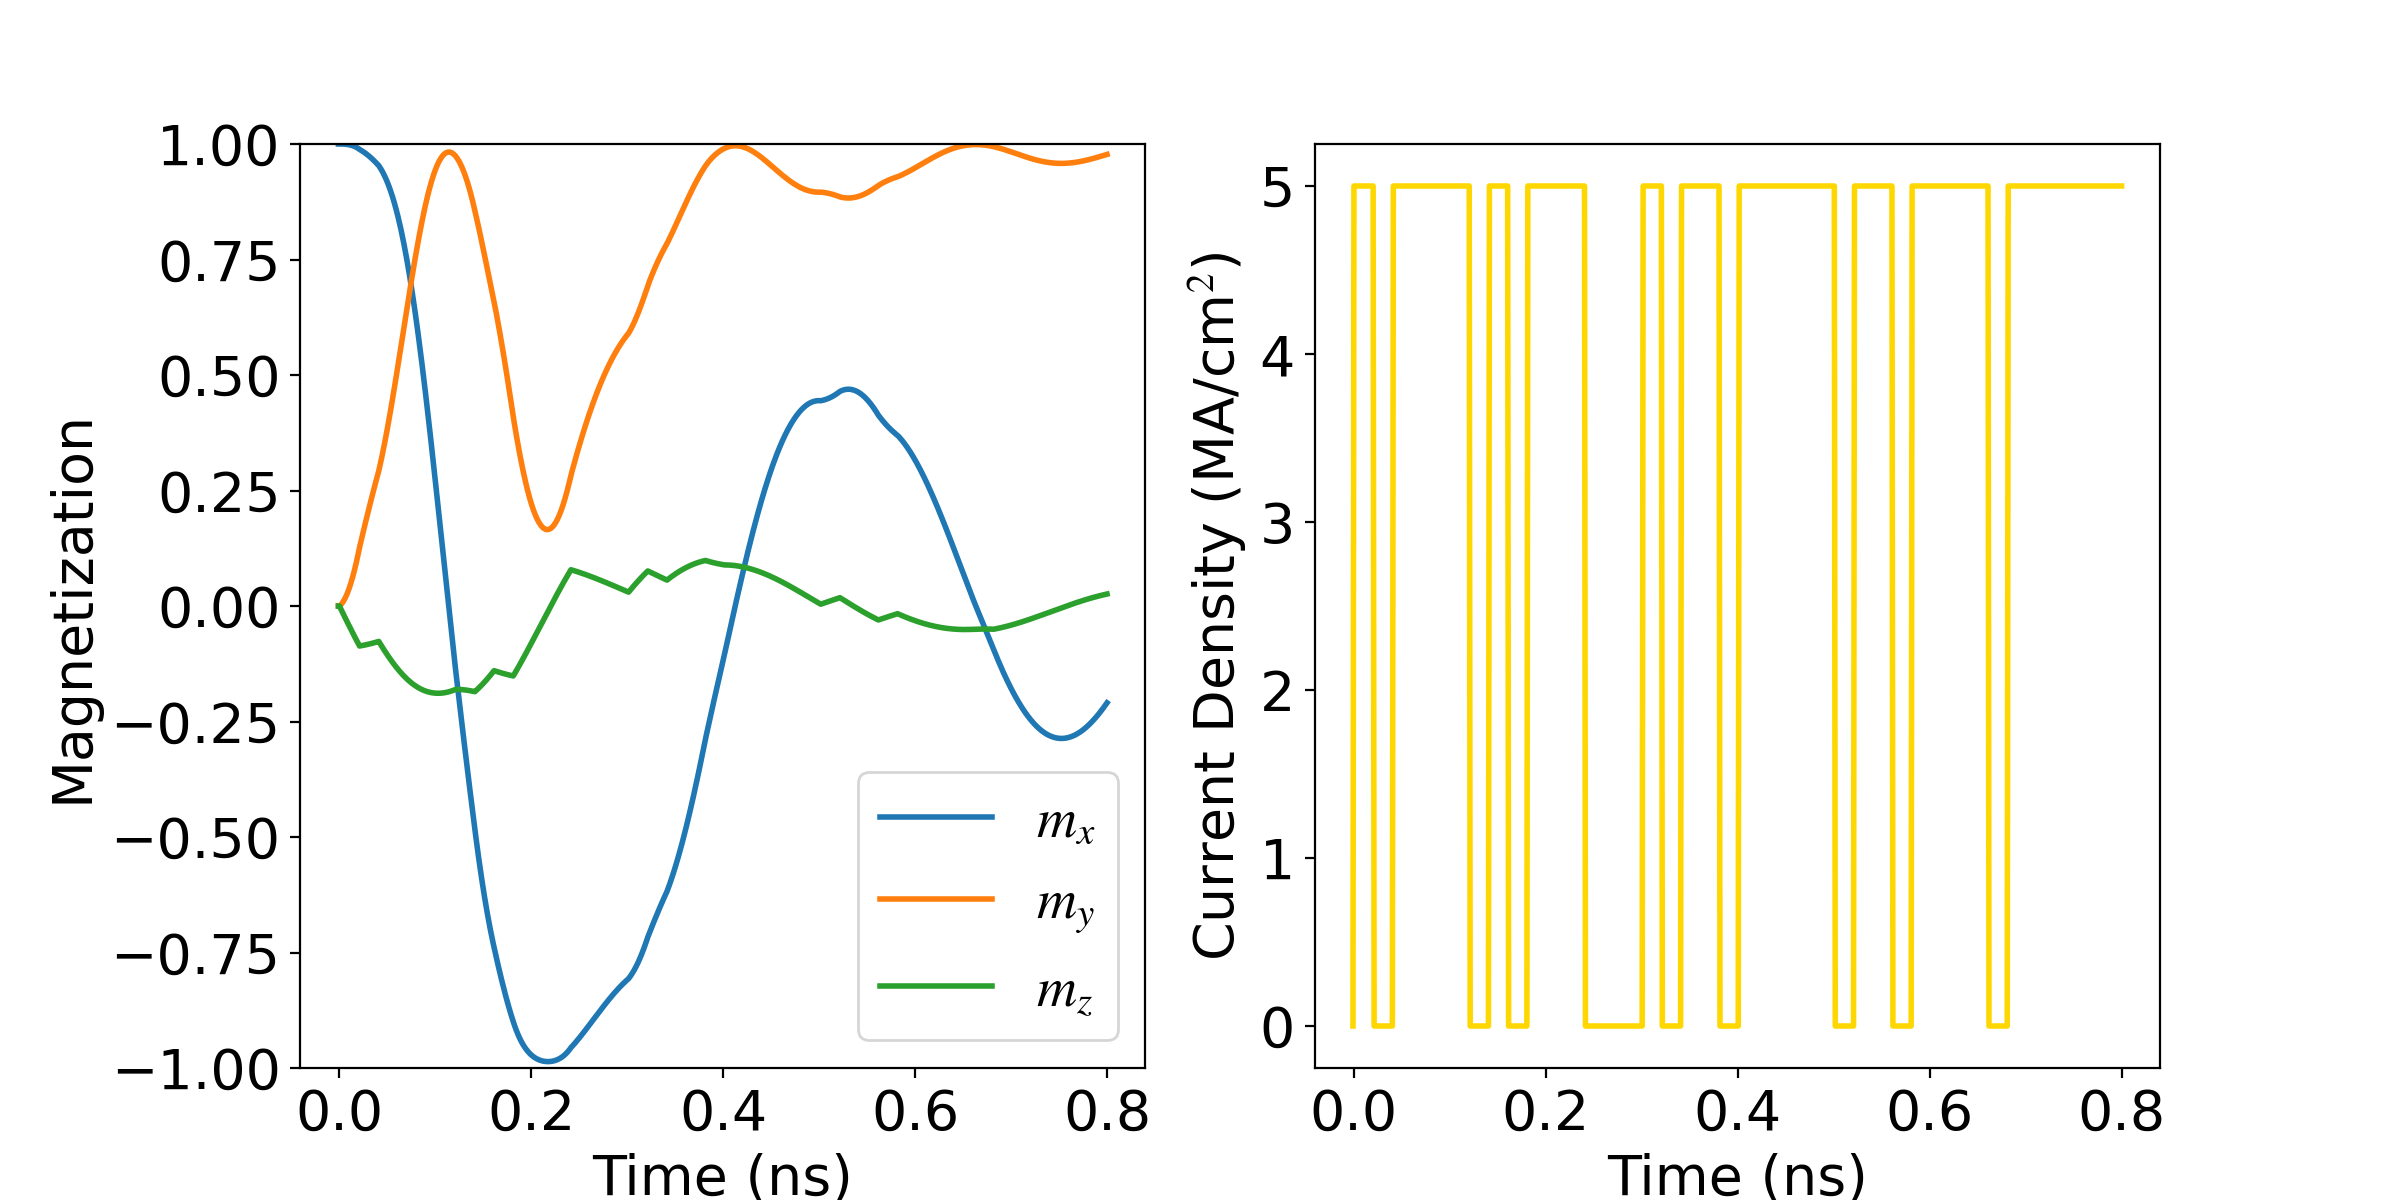 Magnetization
1.00
0.75
0.50
0.25
0.00
−0.25
−0.50
−0.75
−1.00
0.0 0.2 0.4 0.6 0.8
Time (ns)
m_x
m_y
m_z
Current Density (MA/cm²)
5
4
3
2
1
0
0.0 0.2 0.4 0.6 0.8
Time (ns)